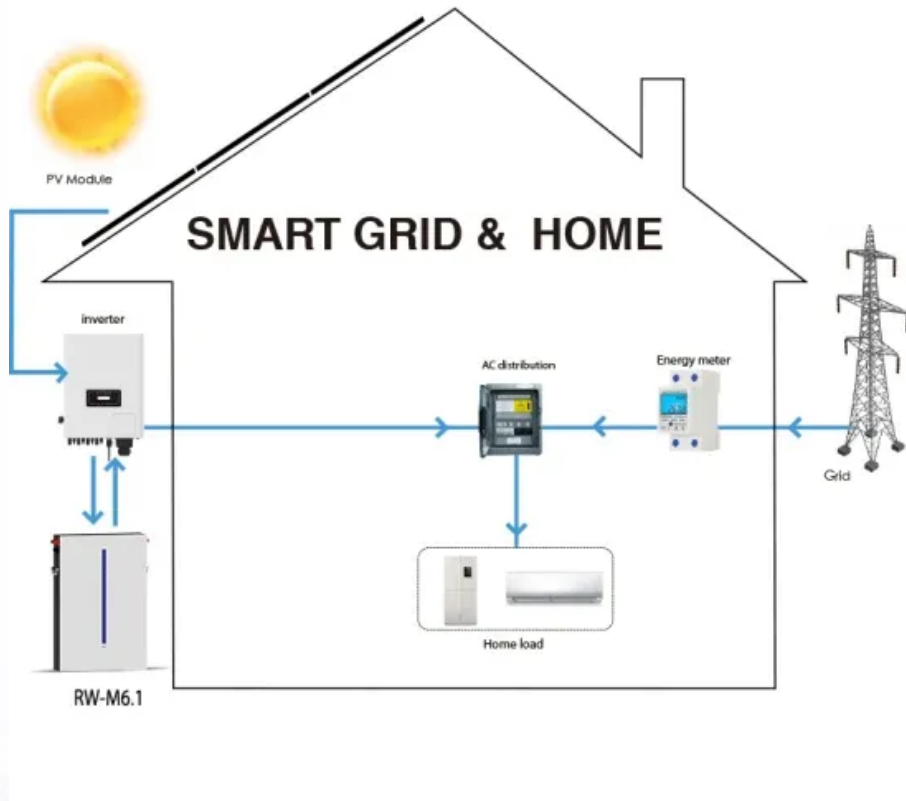 PV Module
SMART GRID & HOME
inverter
AC distribution
Energy meter
Grid
Home load
RW-M6.1